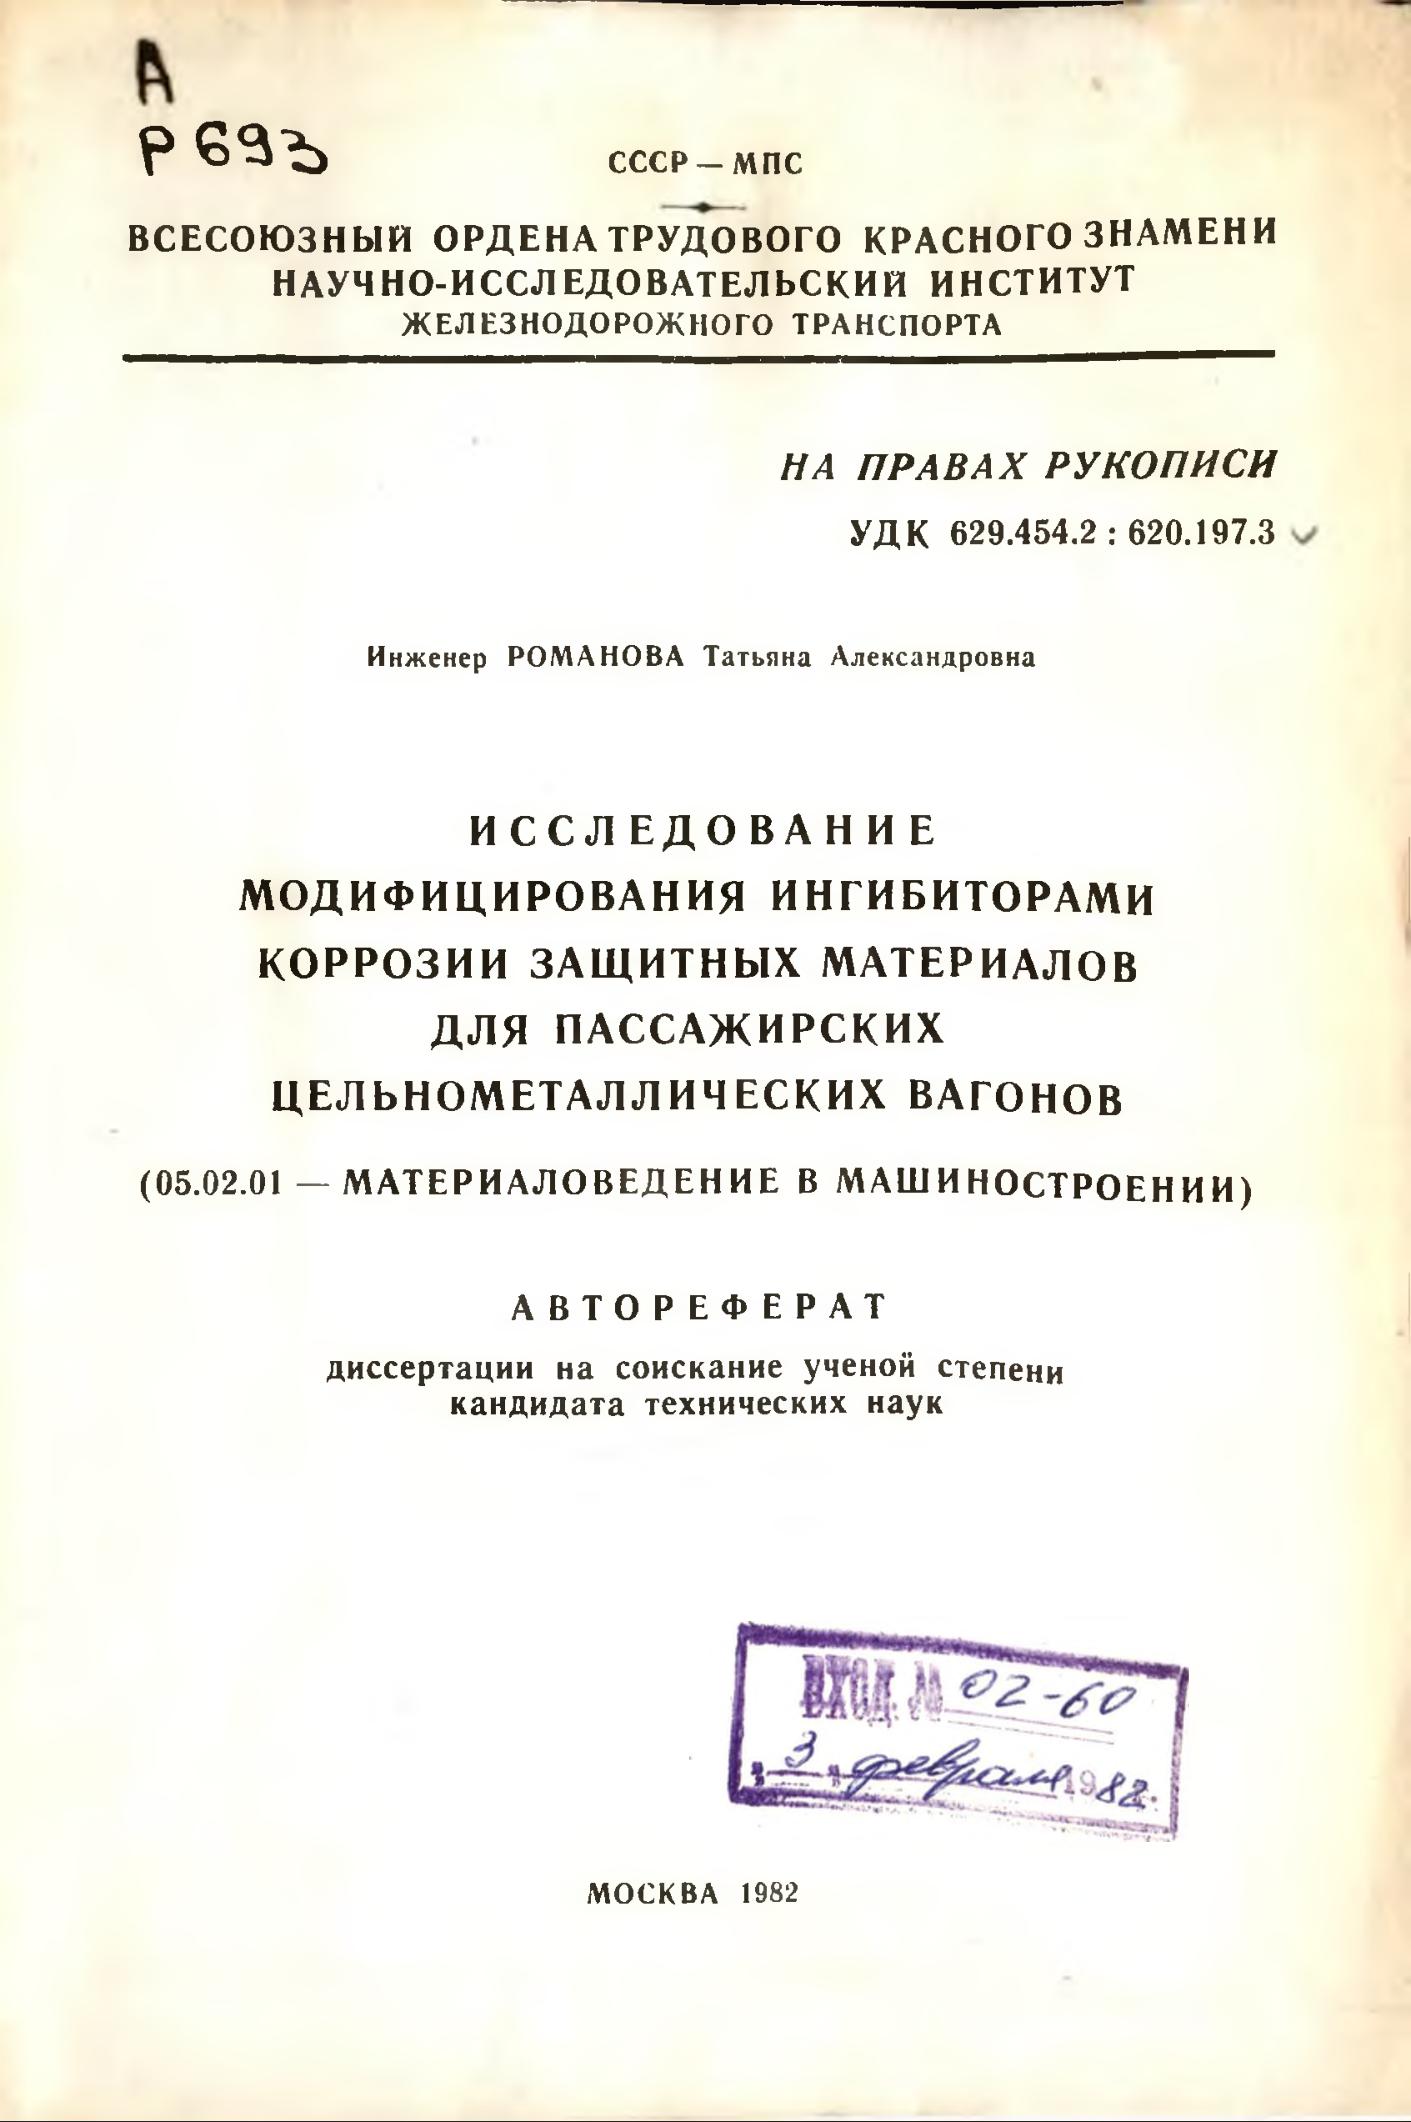 А
Р 693
СССР — МПС
ВСЕСОЮЗНЫЙ ОРДЕНА ТРУДОВОГО КРАСНОГО ЗНАМЕНИ
НАУЧНО-ИССЛЕДОВАТЕЛЬСКИЙ ИНСТИТУТ
ЖЕЛЕЗНОДОРОЖНОГО ТРАНСПОРТА
НА ПРАВАХ РУКОПИСИ
УДК 629.454.2 : 620.197.3
Инженер РОМАНОВА Татьяна Александровна
ИССЛЕДОВАНИЕ
МОДИФИЦИРОВАНИЯ ИНГИБИТОРАМИ
КОРРОЗИИ ЗАЩИТНЫХ МАТЕРИАЛОВ
ДЛЯ ПАССАЖИРСКИХ
ЦЕЛЬНОМЕТАЛЛИЧЕСКИХ ВАГОНОВ
(05.02.01 — МАТЕРИАЛОВЕДЕНИЕ В МАШИНОСТРОЕНИИ)
АВТОРЕФЕРАТ
диссертации на соискание ученой степени
кандидата технических наук
ВХОД. № 02-60
„ 3 „ февраля 1982 г.
МОСКВА 1982